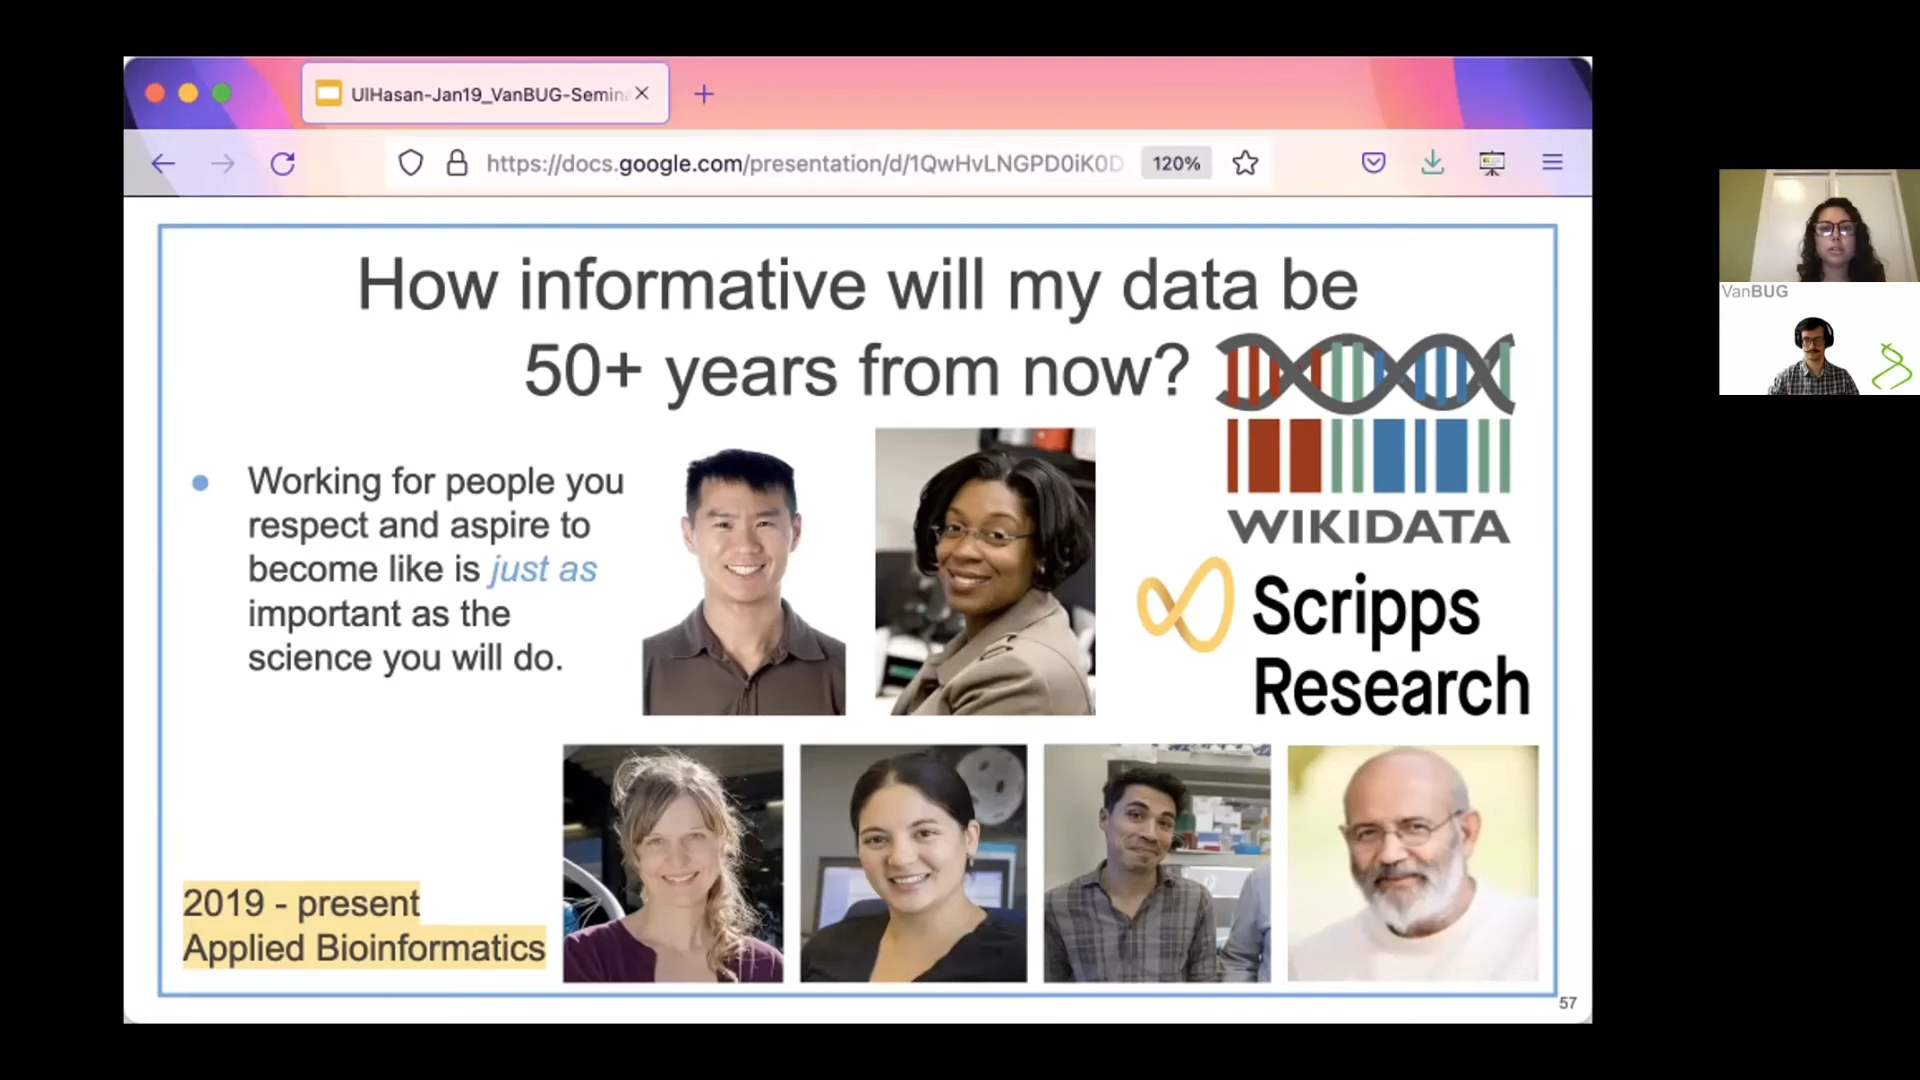 UlHasan-Jan19_VanBUG-Semin
https://docs.google.com/presentation/d/1QwHvLNGPD0iK0D
120%
How informative will my data be
50+ years from now?
WIKIDATA
Scripps
Research
Working for people you
respect and aspire to
become like is just as
important as the
science you will do.
2019 - present
Applied Bioinformatics
57
VanBUG